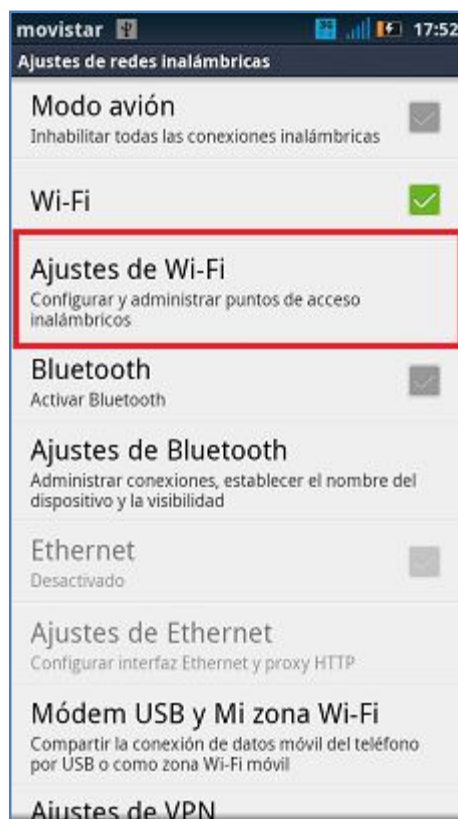 movistar 3G 17:52
Ajustes de redes inalámbricas
Modo avión
Inhabilitar todas las conexiones inalámbricas
Wi-Fi
Ajustes de Wi-Fi
Configurar y administrar puntos de acceso
inalámbricos
Bluetooth
Activar Bluetooth
Ajustes de Bluetooth
Administrar conexiones, establecer el nombre del
dispositivo y la visibilidad
Ethernet
Desactivado
Ajustes de Ethernet
Configurar interfaz Ethernet y proxy HTTP
Módem USB y Mi zona Wi-Fi
Compartir la conexión de datos móvil del teléfono
por USB o como zona Wi-Fi móvil
Ajustes de VPN